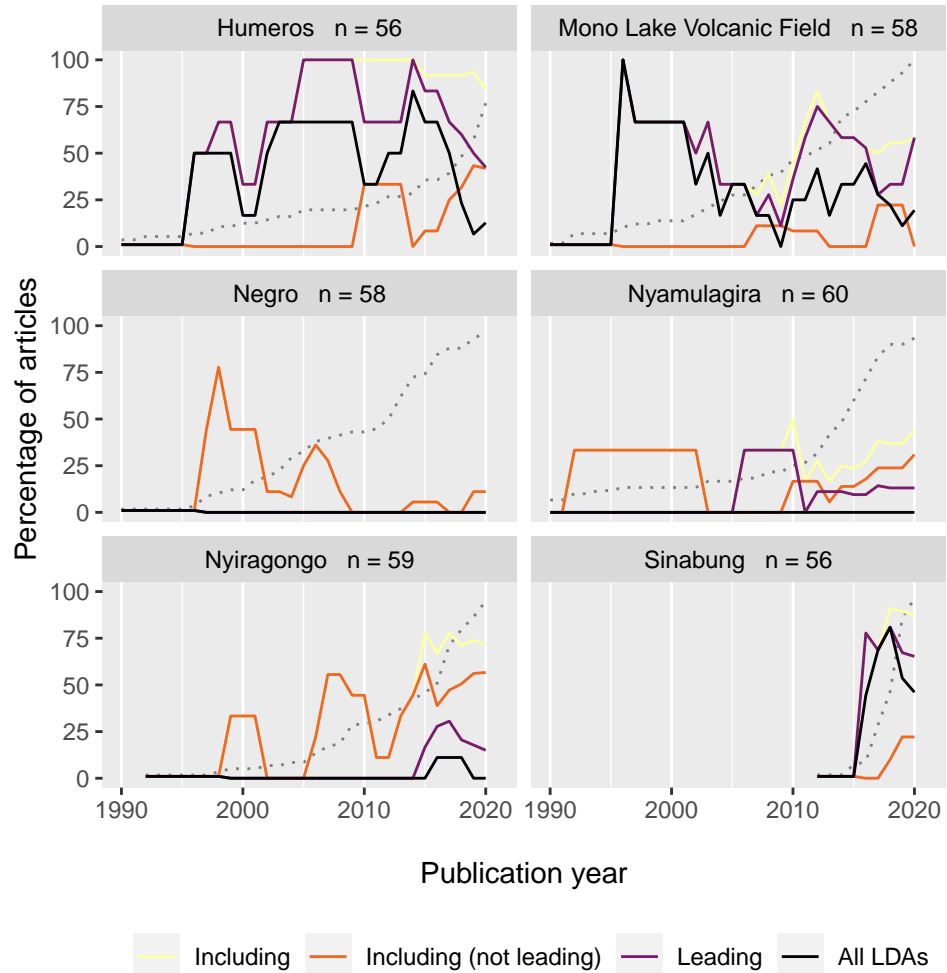 Humeros   n = 56
Mono Lake Volcanic Field   n = 58
100
75
50
25
0
Negro   n = 58
Nyamulagira   n = 60
100
75
50
25
0
Nyiragongo   n = 59
Sinabung   n = 56
100
75
50
25
0
1990 2000 2010 2020 1990 2000 2010 2020
Percentage of articles
Publication year
Including Including (not leading) Leading All LDAs